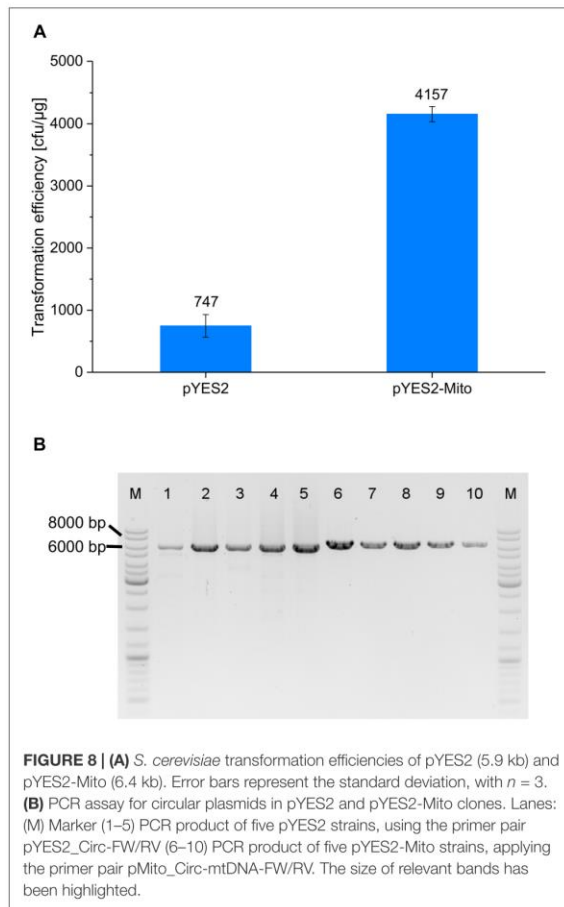 A
5000
4000
3000
2000
1000
0
Transformation efficiency [cfu/µg]
747
4157
pYES2
pYES2-Mito
B
M 1 2 3 4 5 6 7 8 9 10 M
8000 bp
6000 bp
FIGURE 8 | (A) S. cerevisiae transformation efficiencies of pYES2 (5.9 kb) and
pYES2-Mito (6.4 kb). Error bars represent the standard deviation, with n = 3.
(B) PCR assay for circular plasmids in pYES2 and pYES2-Mito clones. Lanes:
(M) Marker (1–5) PCR product of five pYES2 strains, using the primer pair
pYES2_Circ-FW/RV (6–10) PCR product of five pYES2-Mito strains, applying
the primer pair pMito_Circ-mtDNA-FW/RV. The size of relevant bands has
been highlighted.